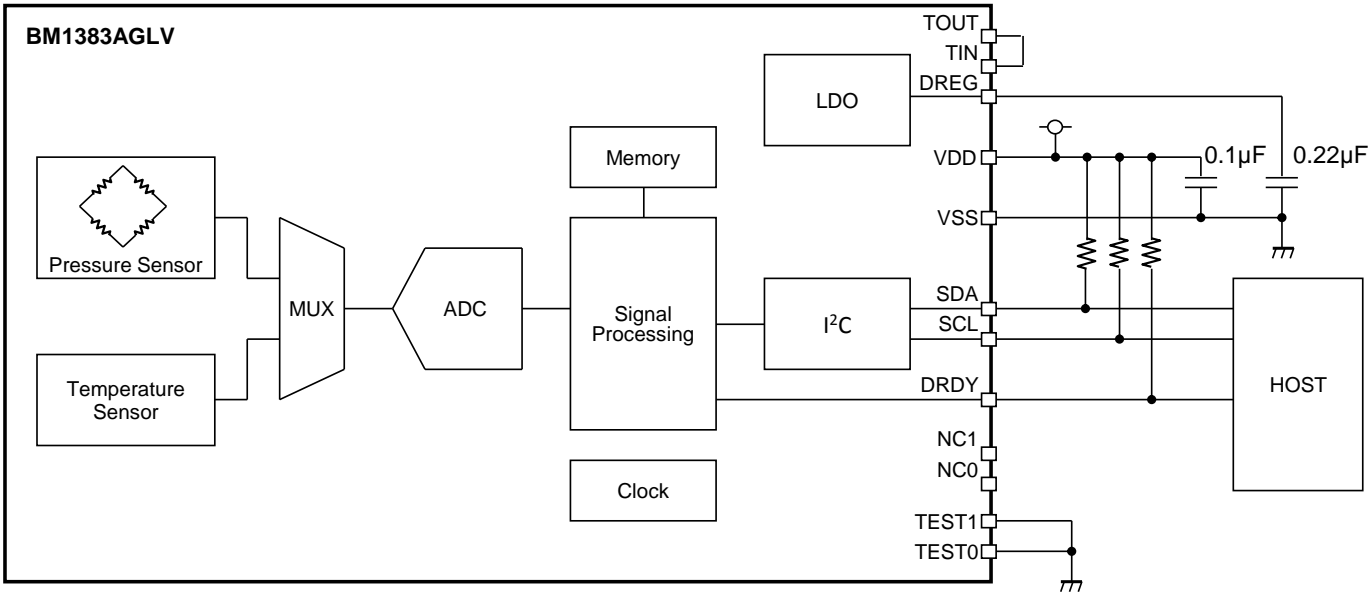 BM1383AGLV
TOUT
TIN
DREG
LDO
VDD
0.1µF
0.22µF
Memory
VSS
Pressure Sensor
MUX
ADC
Signal
Processing
I²C
SDA
SCL
Temperature
Sensor
DRDY
HOST
NC1
NC0
Clock
TEST1
TEST0